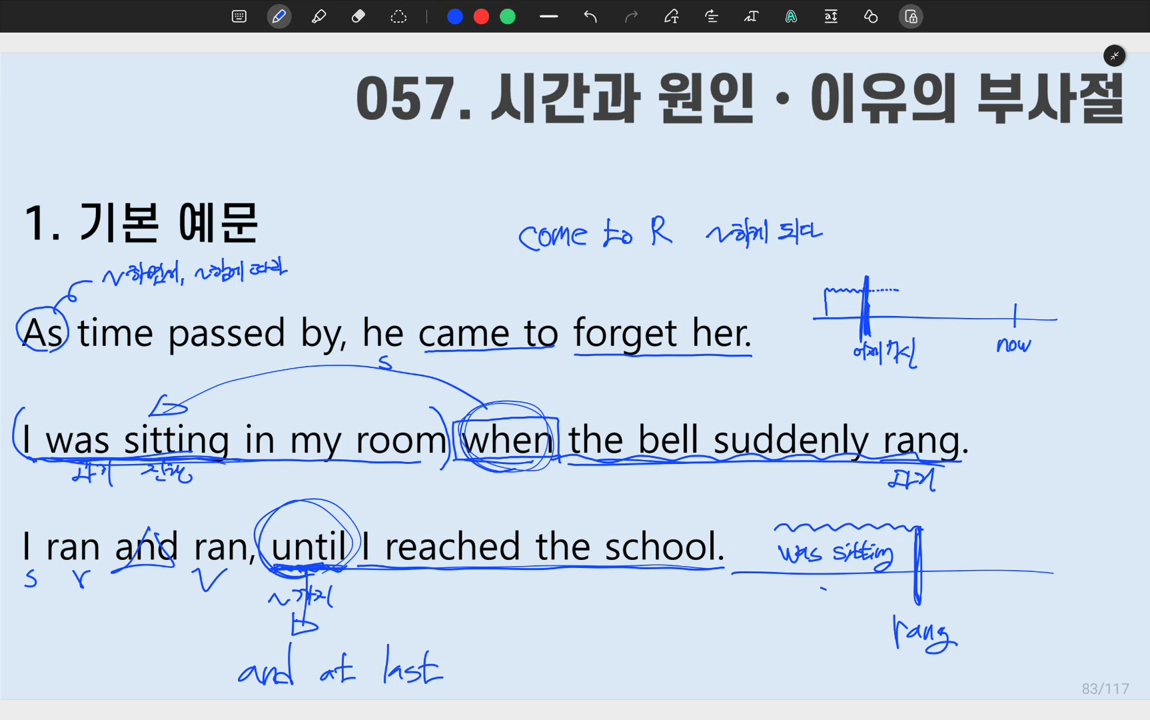 057. 시간과 원인・이유의 부사절
1. 기본 예문
come to R ~하게 되다
~하면서, ~함에 따라
As time passed by, he came to forget her.
어제 9시 now
s
I was sitting in my room when the bell suddenly rang.
과거 진행 과거
I ran and ran, until I reached the school.
was sitting
s v V
~까지
rang
and at last
83/117